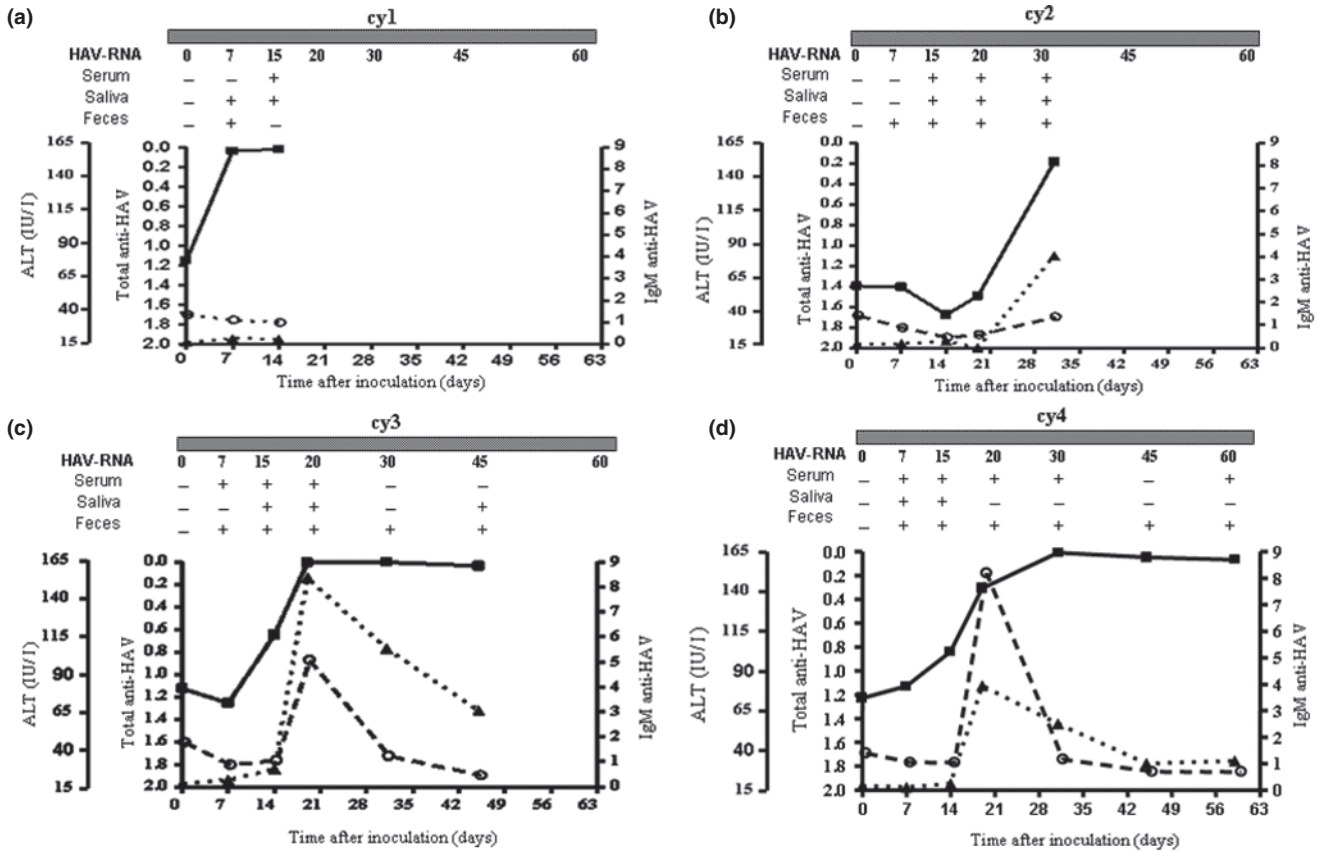 (a)
cy1
HAV-RNA 0 7 15 20 30 45 60
Serum – – +
Saliva – + +
Feces – + –
165 140 115 90 65 40 15
ALT (IU/I)
0.0 0.2 0.4 0.6 0.8 1.0 1.2 1.4 1.6 1.8 2.0
Total anti-HAV
9 8 7 6 5 4 3 2 1 0
IgM anti-HAV
0 7 14 21 28 35 42 49 56 63
Time after inoculation (days)
(b)
cy2
HAV-RNA 0 7 15 20 30 45 60
Serum – – + + +
Saliva – – + + +
Feces – + + + +
165 140 115 90 65 40 15
ALT (IU/I)
0.0 0.2 0.4 0.6 0.8 1.0 1.2 1.4 1.6 1.8 2.0
Total anti-HAV
9 8 7 6 5 4 3 2 1 0
IgM anti-HAV
0 7 14 21 28 35 42 49 56 63
Time after inoculation (days)
(c)
cy3
HAV-RNA 0 7 15 20 30 45 60
Serum – + + + – –
Saliva – – + + – +
Feces – + + + + +
165 140 115 90 65 40 15
ALT (IU/I)
0.0 0.2 0.4 0.6 0.8 1.0 1.2 1.4 1.6 1.8 2.0
Total anti-HAV
9 8 7 6 5 4 3 2 1 0
IgM anti-HAV
0 7 14 21 28 35 42 49 56 63
Time after inoculation (days)
(d)
cy4
HAV-RNA 0 7 15 20 30 45 60
Serum – + + + + – +
Saliva – + + – – – –
Feces – + + + + + +
165 140 115 90 65 40 15
ALT (IU/I)
0.0 0.2 0.4 0.6 0.8 1.0 1.2 1.4 1.6 1.8 2.0
Total anti-HAV
9 8 7 6 5 4 3 2 1 0
IgM anti-HAV
0 7 14 21 28 35 42 49 56 63
Time after inoculation (days)